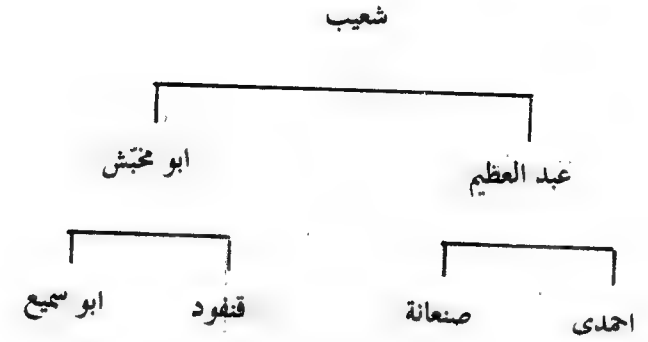 شعيب
عبد العظيم ابو مخبّش
احمدى صنعانة قنفود ابو سميع